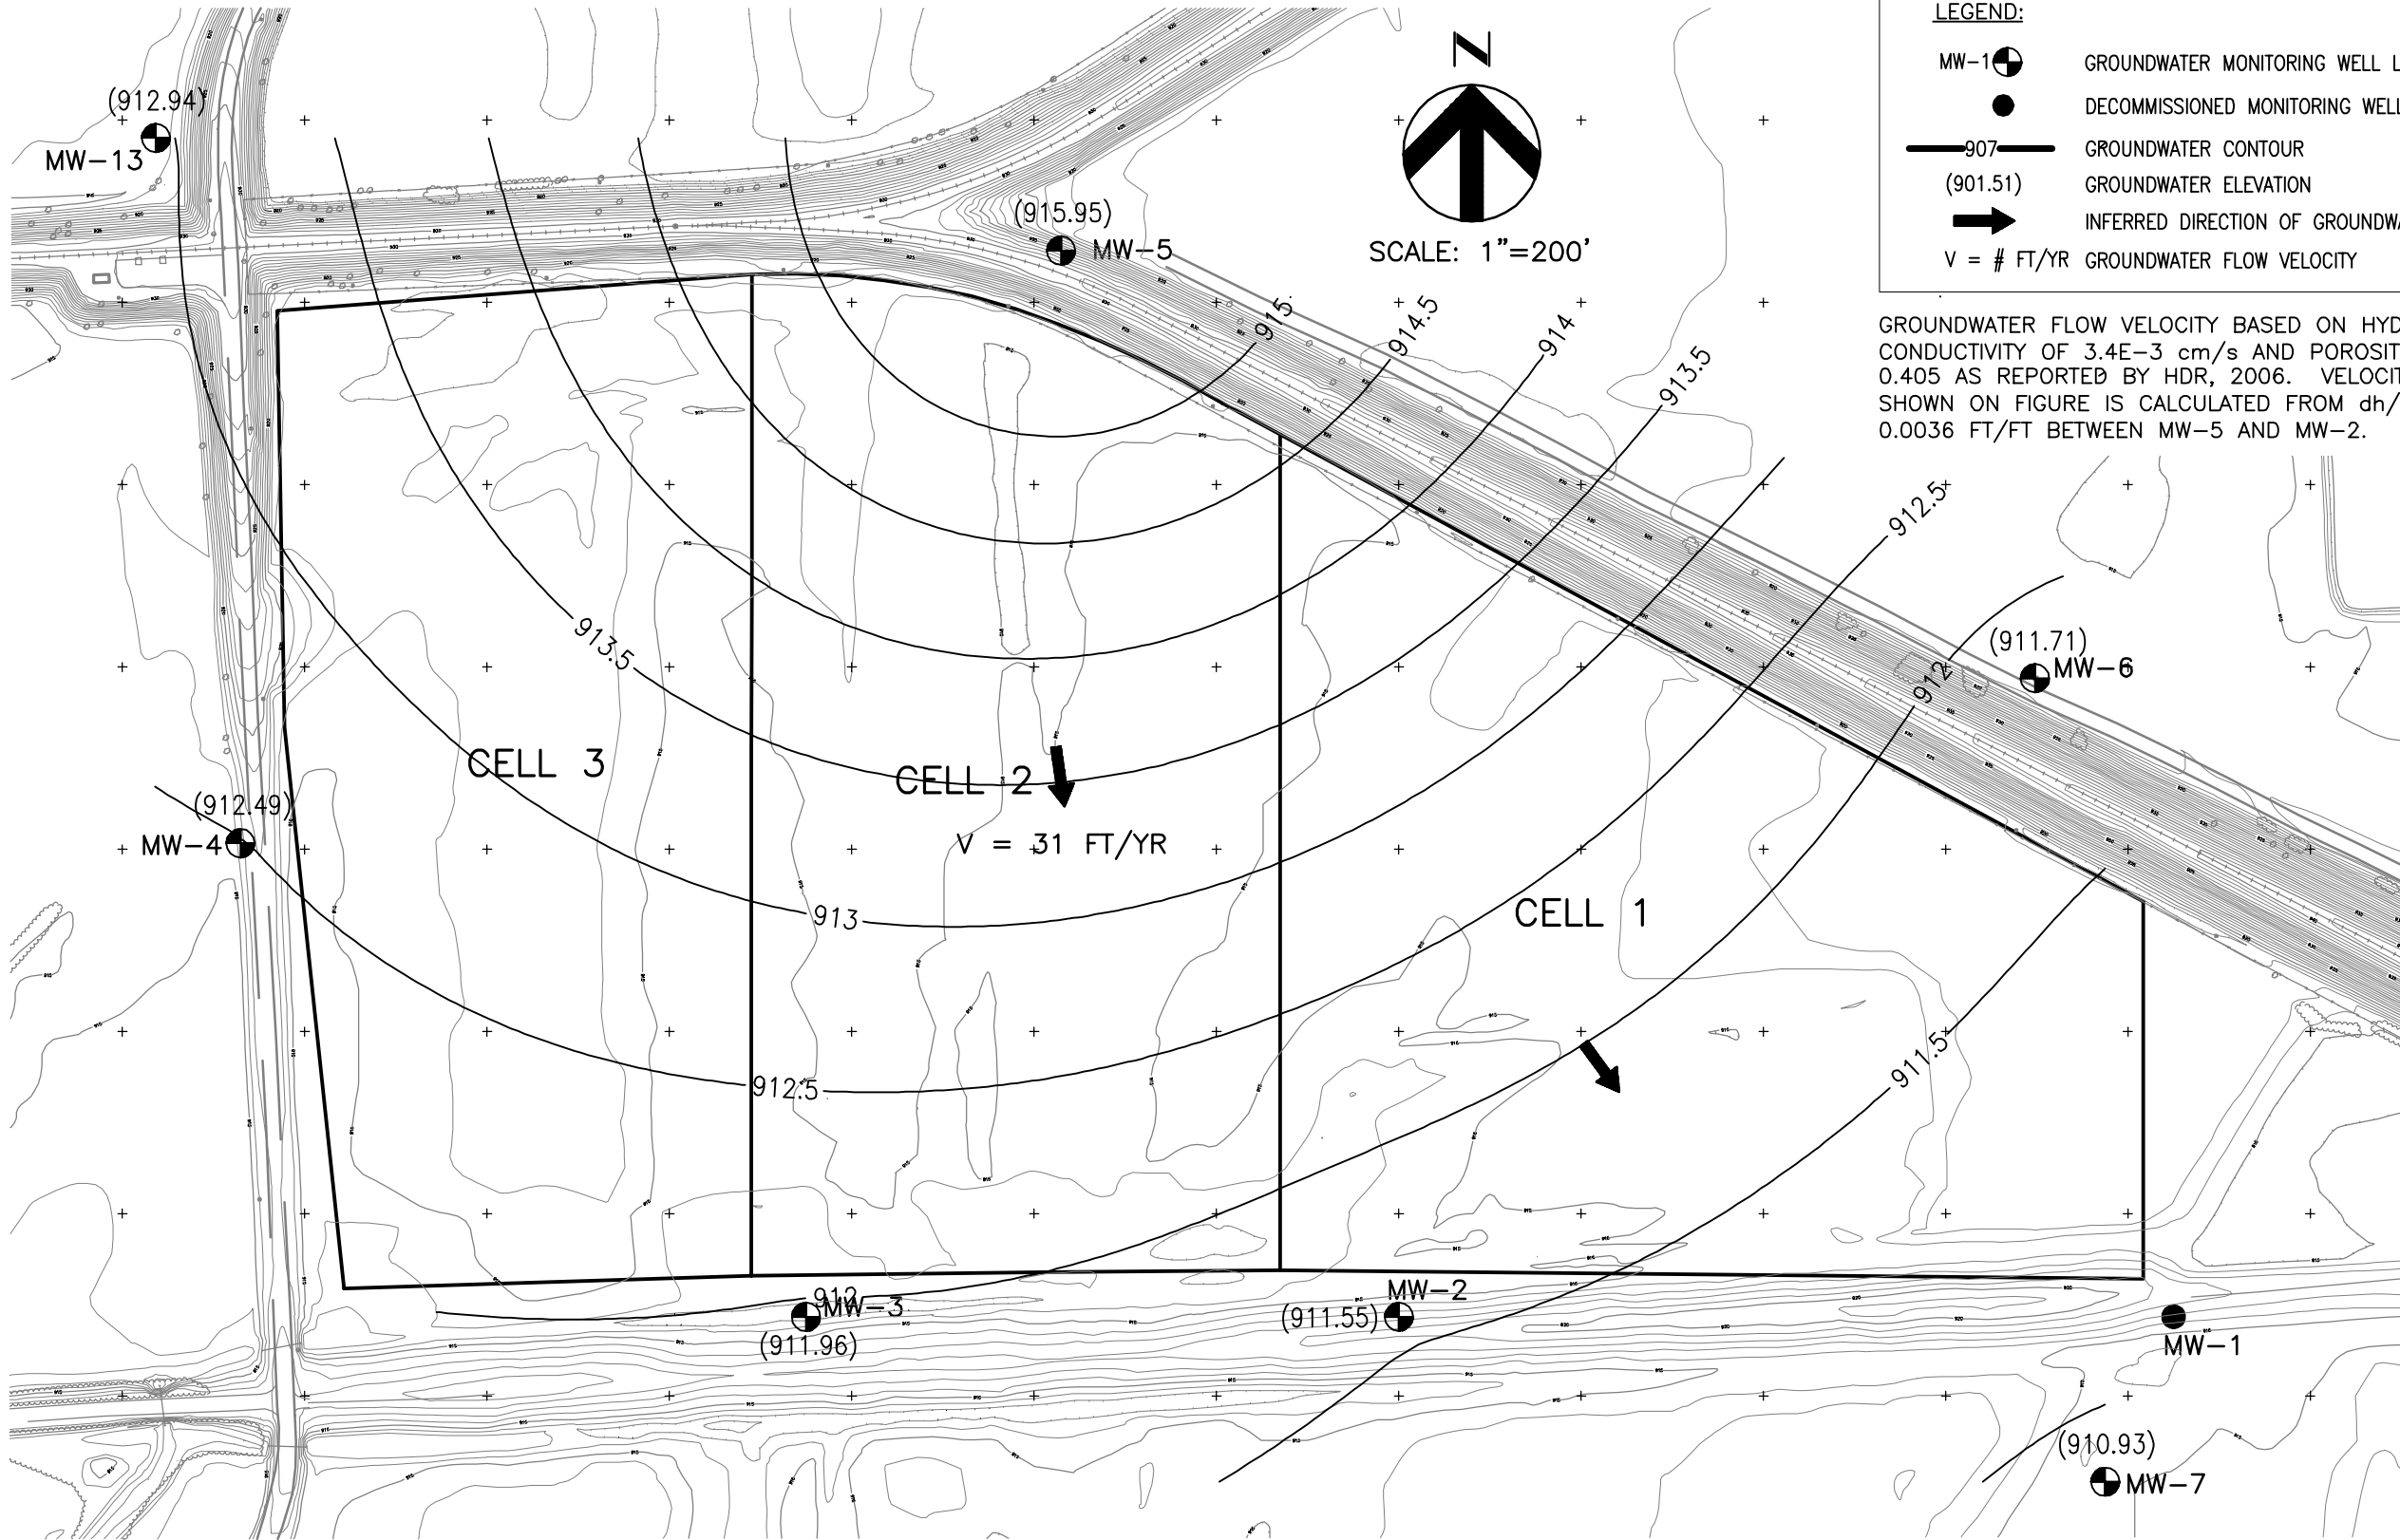 LEGEND:
MW-1 GROUNDWATER MONITORING WELL L
DECOMMISSIONED MONITORING WELL
907 GROUNDWATER CONTOUR
(901.51) GROUNDWATER ELEVATION
INFERRED DIRECTION OF GROUNDWA
V = # FT/YR GROUNDWATER FLOW VELOCITY
GROUNDWATER FLOW VELOCITY BASED ON HYD
CONDUCTIVITY OF 3.4E-3 cm/s AND POROSIT
0.405 AS REPORTED BY HDR, 2006. VELOCIT
SHOWN ON FIGURE IS CALCULATED FROM dh/
0.0036 FT/FT BETWEEN MW-5 AND MW-2.
N
SCALE: 1"=200'
(912.94)
MW-13
(915.95)
MW-5
915
914.5
914
913.5
912.5
912
(911.71)
MW-6
913.5
CELL 3
CELL 2
V = 31 FT/YR
(912.49)
MW-4
913
CELL 1
912.5
911.5
912
MW-3
(911.96)
MW-2
(911.55)
MW-1
(910.93)
MW-7